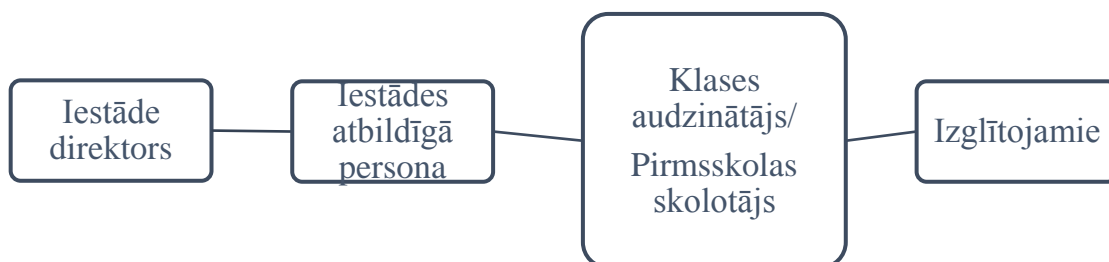 Iestāde
direktors
Iestādes
atbildīgā
persona
Klases
audzinātājs/
Pirmsskolas
skolotājs
Izglītojamie